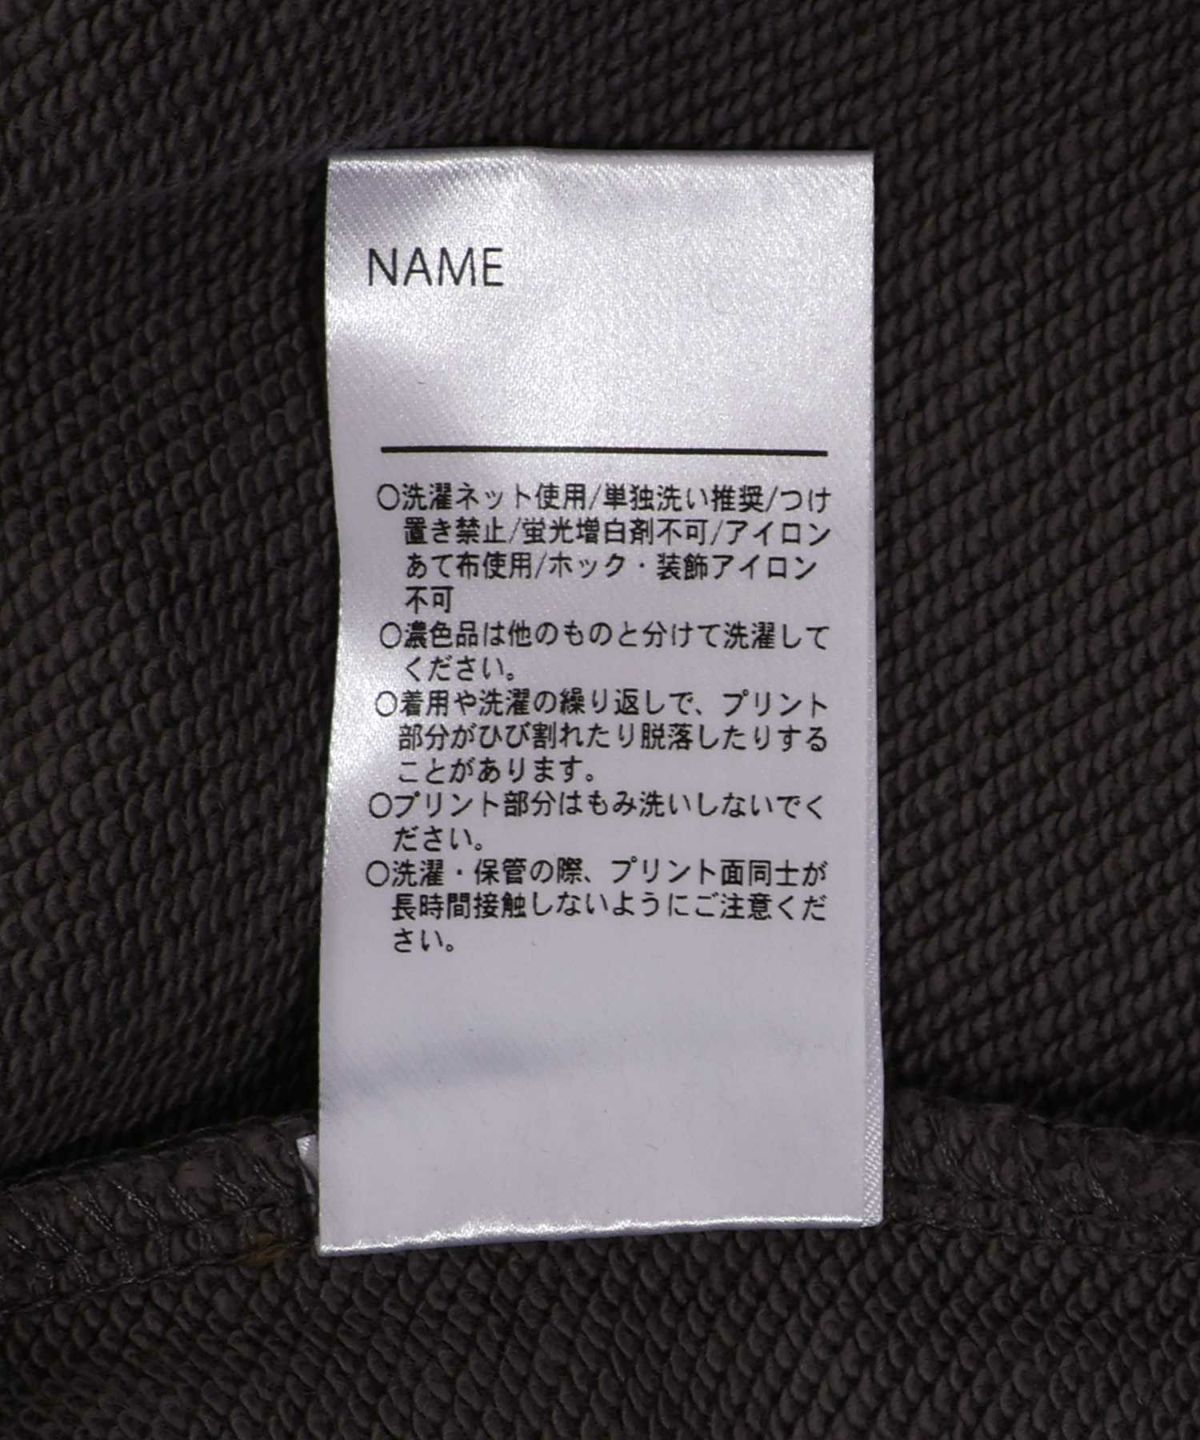 NAME
○洗濯ネット使用/単独洗い推奨/つけ
置き禁止/蛍光増白剤不可/アイロン
あて布使用/ホック・装飾アイロン
不可
○濃色品は他のものと分けて洗濯して
ください。
○着用や洗濯の繰り返しで、プリント
部分がひび割れたり脱落したりする
ことがあります。
○プリント部分はもみ洗いしないでく
ださい。
○洗濯・保管の際、プリント面同士が
長時間接触しないようにご注意くだ
さい。